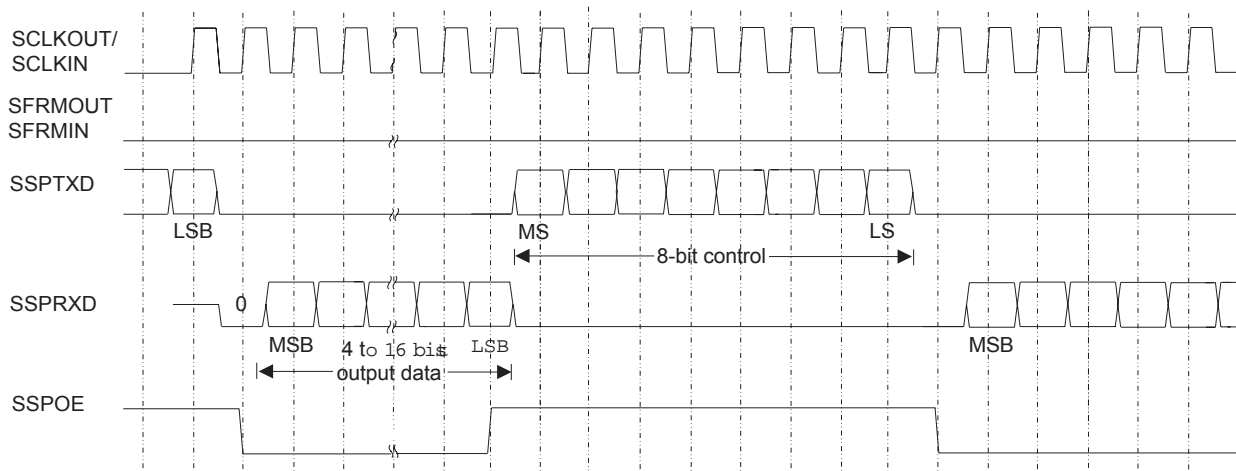 SCLKOUT/
SCLKIN
SFRMOUT
SFRMIN
SSPTXD
LSB
MS
LS
8-bit control
SSPRXD
0
MSB
4 to 16 bis
LSB
MSB
output data
SSPOE